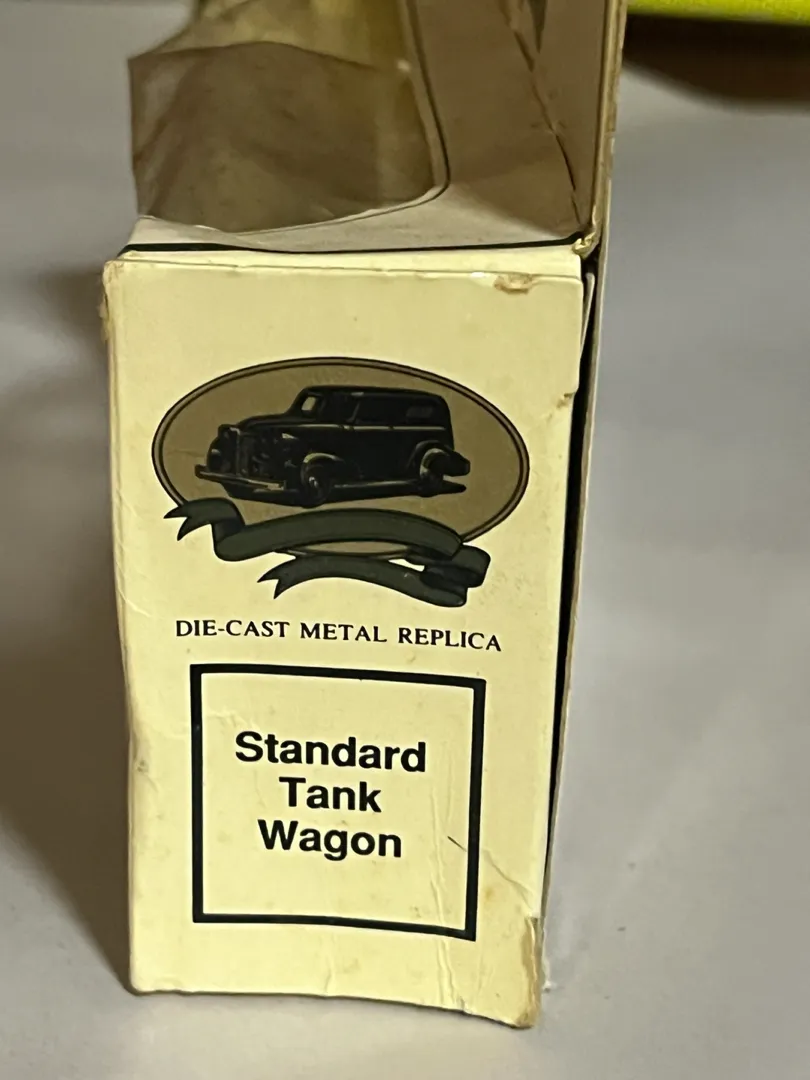 DIE-CAST METAL REPLICA
Standard
Tank
Wagon